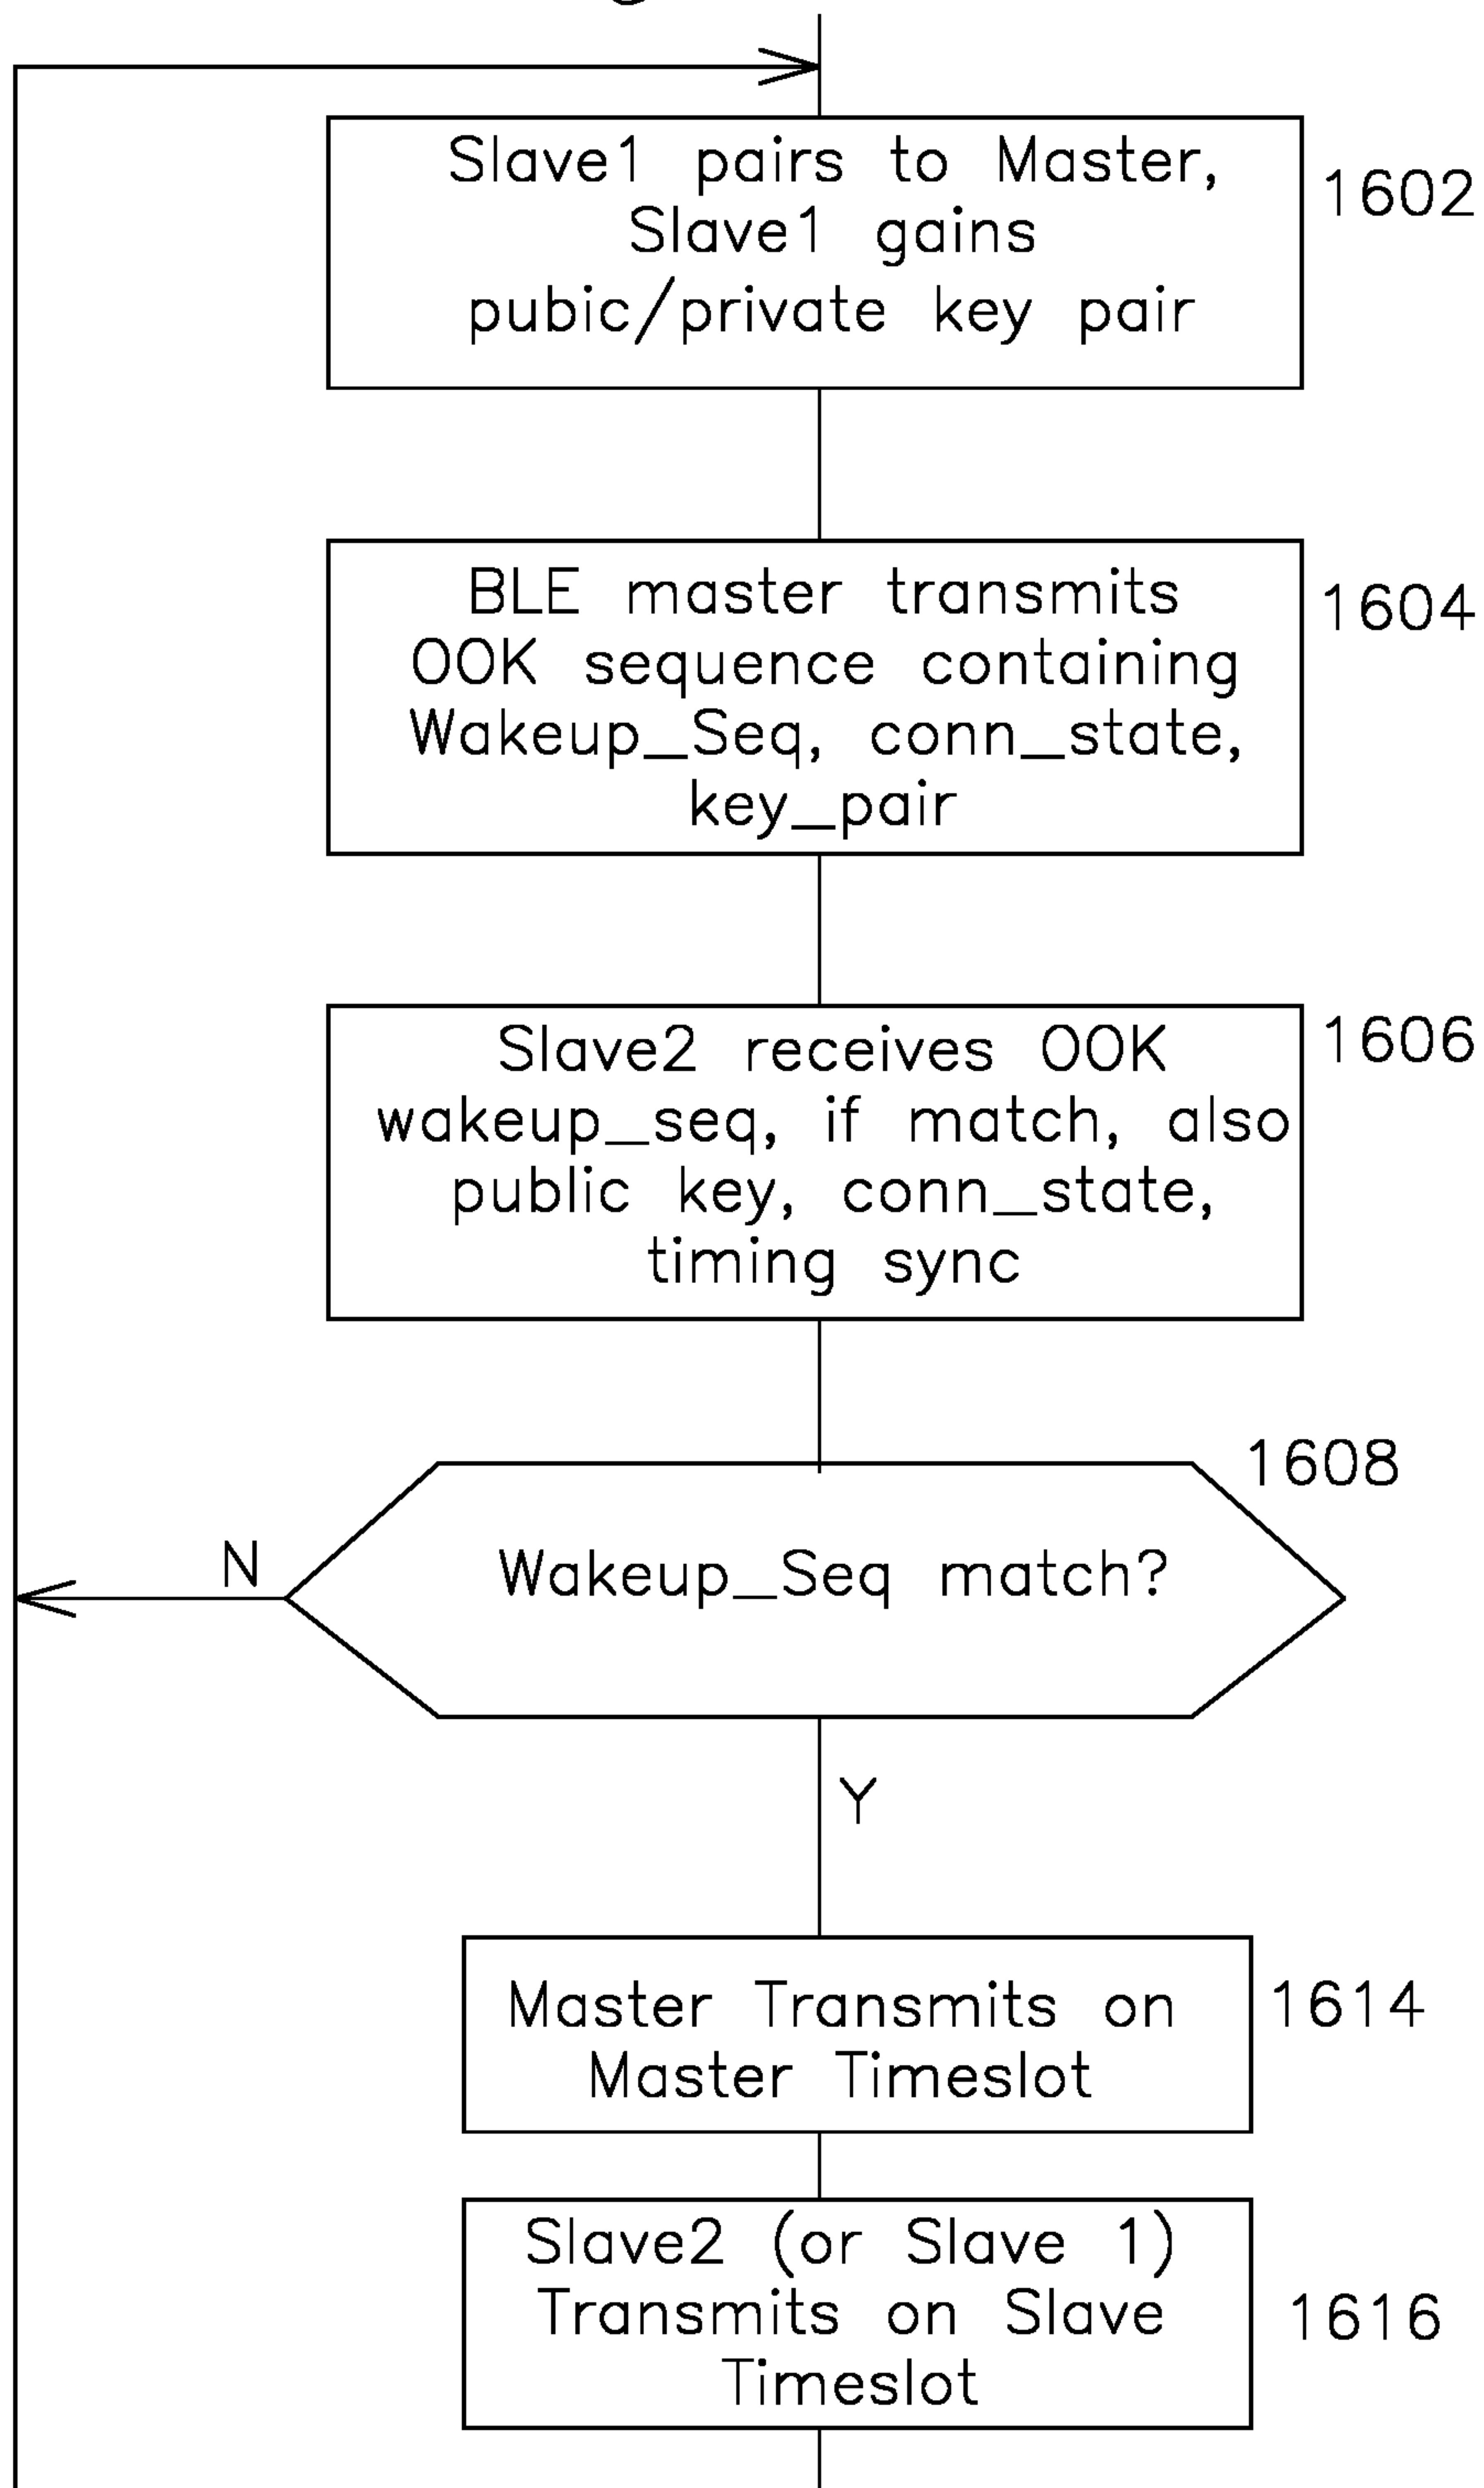 Slave1 pairs to Master,
Slave1 gains
pubic/private key pair
1602
BLE master transmits
OOK sequence containing
Wakeup_Seq, conn_state,
key_pair
1604
Slave2 receives OOK
wakeup_seq, if match, also
public key, conn_state,
timing sync
1606
1608
Wakeup_Seq match?
N
Y
Master Transmits on
Master Timeslot
1614
Slave2 (or Slave 1)
Transmits on Slave
Timeslot
1616